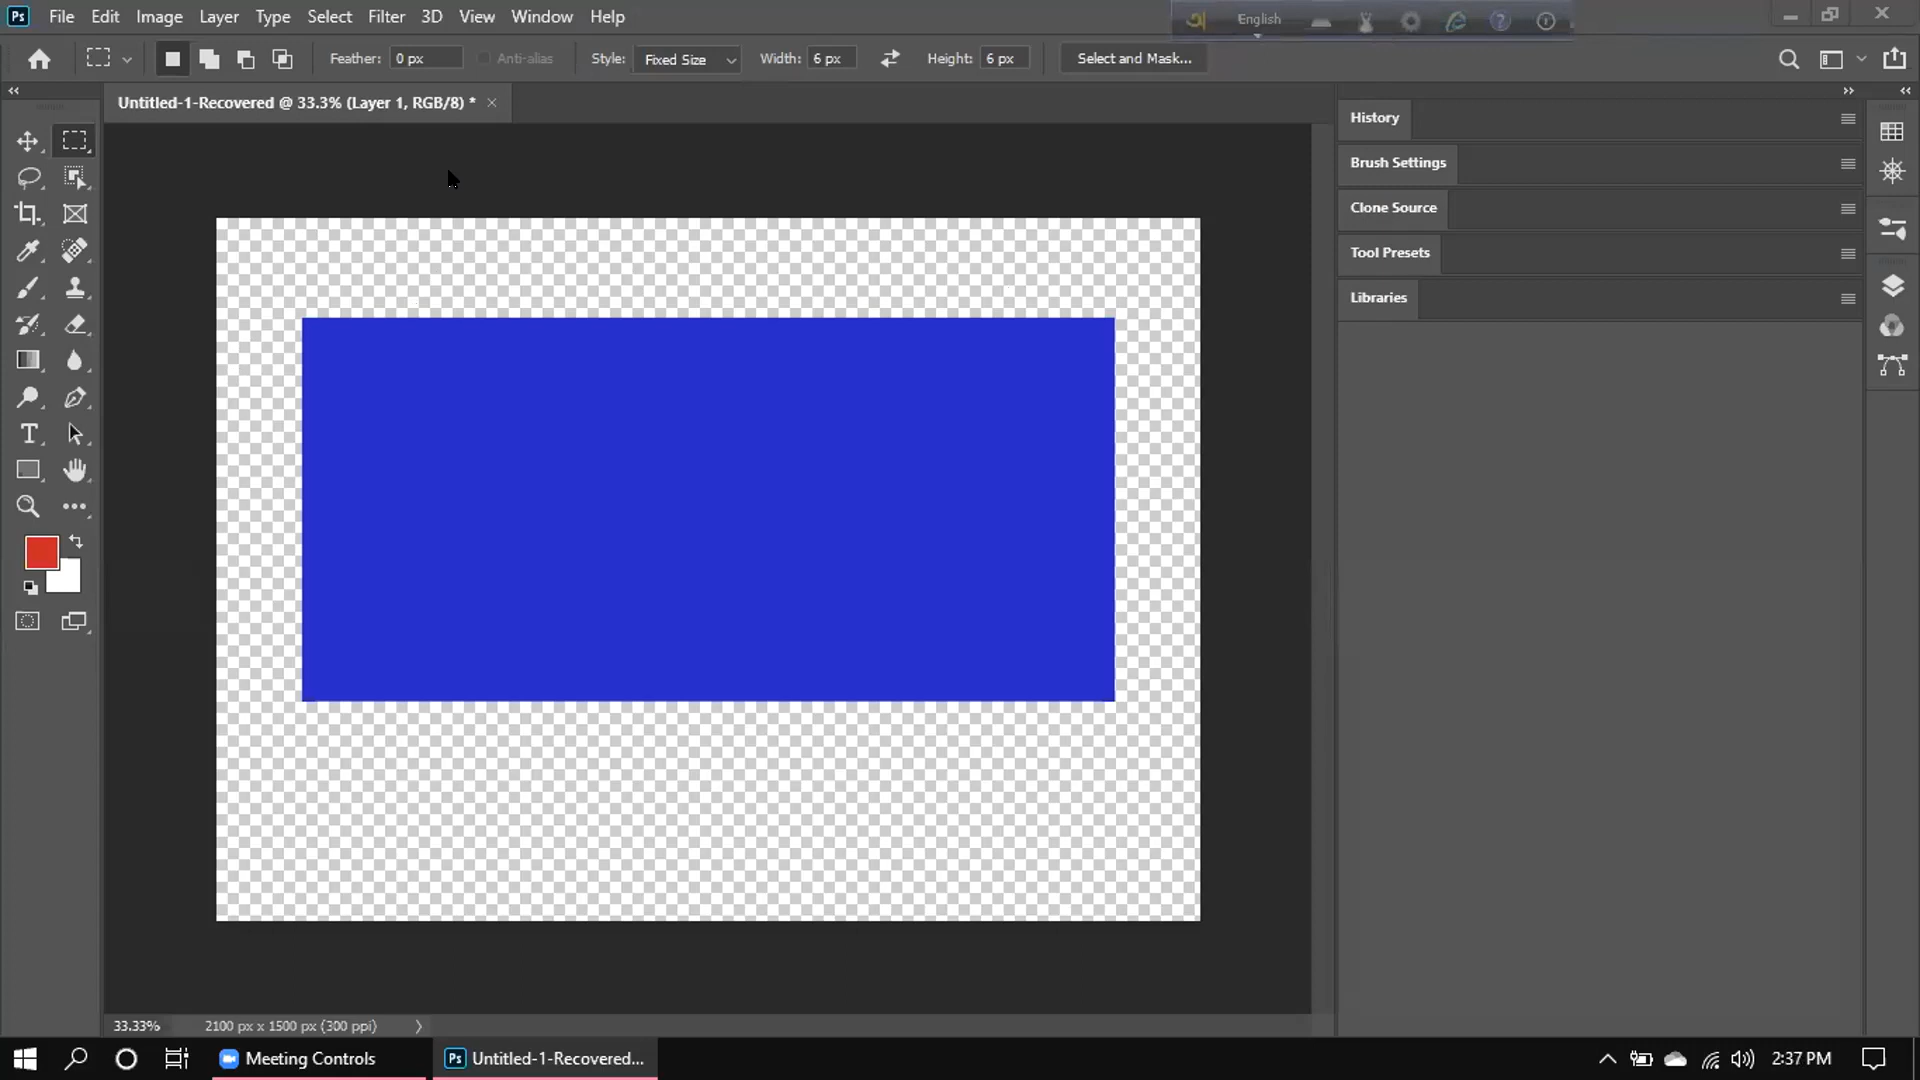 Ps File Edit Image Layer Type Select Filter 3D View Window Help
English
Feather: 0 px Anti-alias Style: Fixed Size Width: 6 px Height: 6 px Select and Mask...
Untitled-1-Recovered @ 33.3% (Layer 1, RGB/8) *
History
Brush Settings
Clone Source
Tool Presets
Libraries
33.33% 2100 px x 1500 px (300 ppi)
Meeting Controls
Ps Untitled-1-Recovered...
2:37 PM